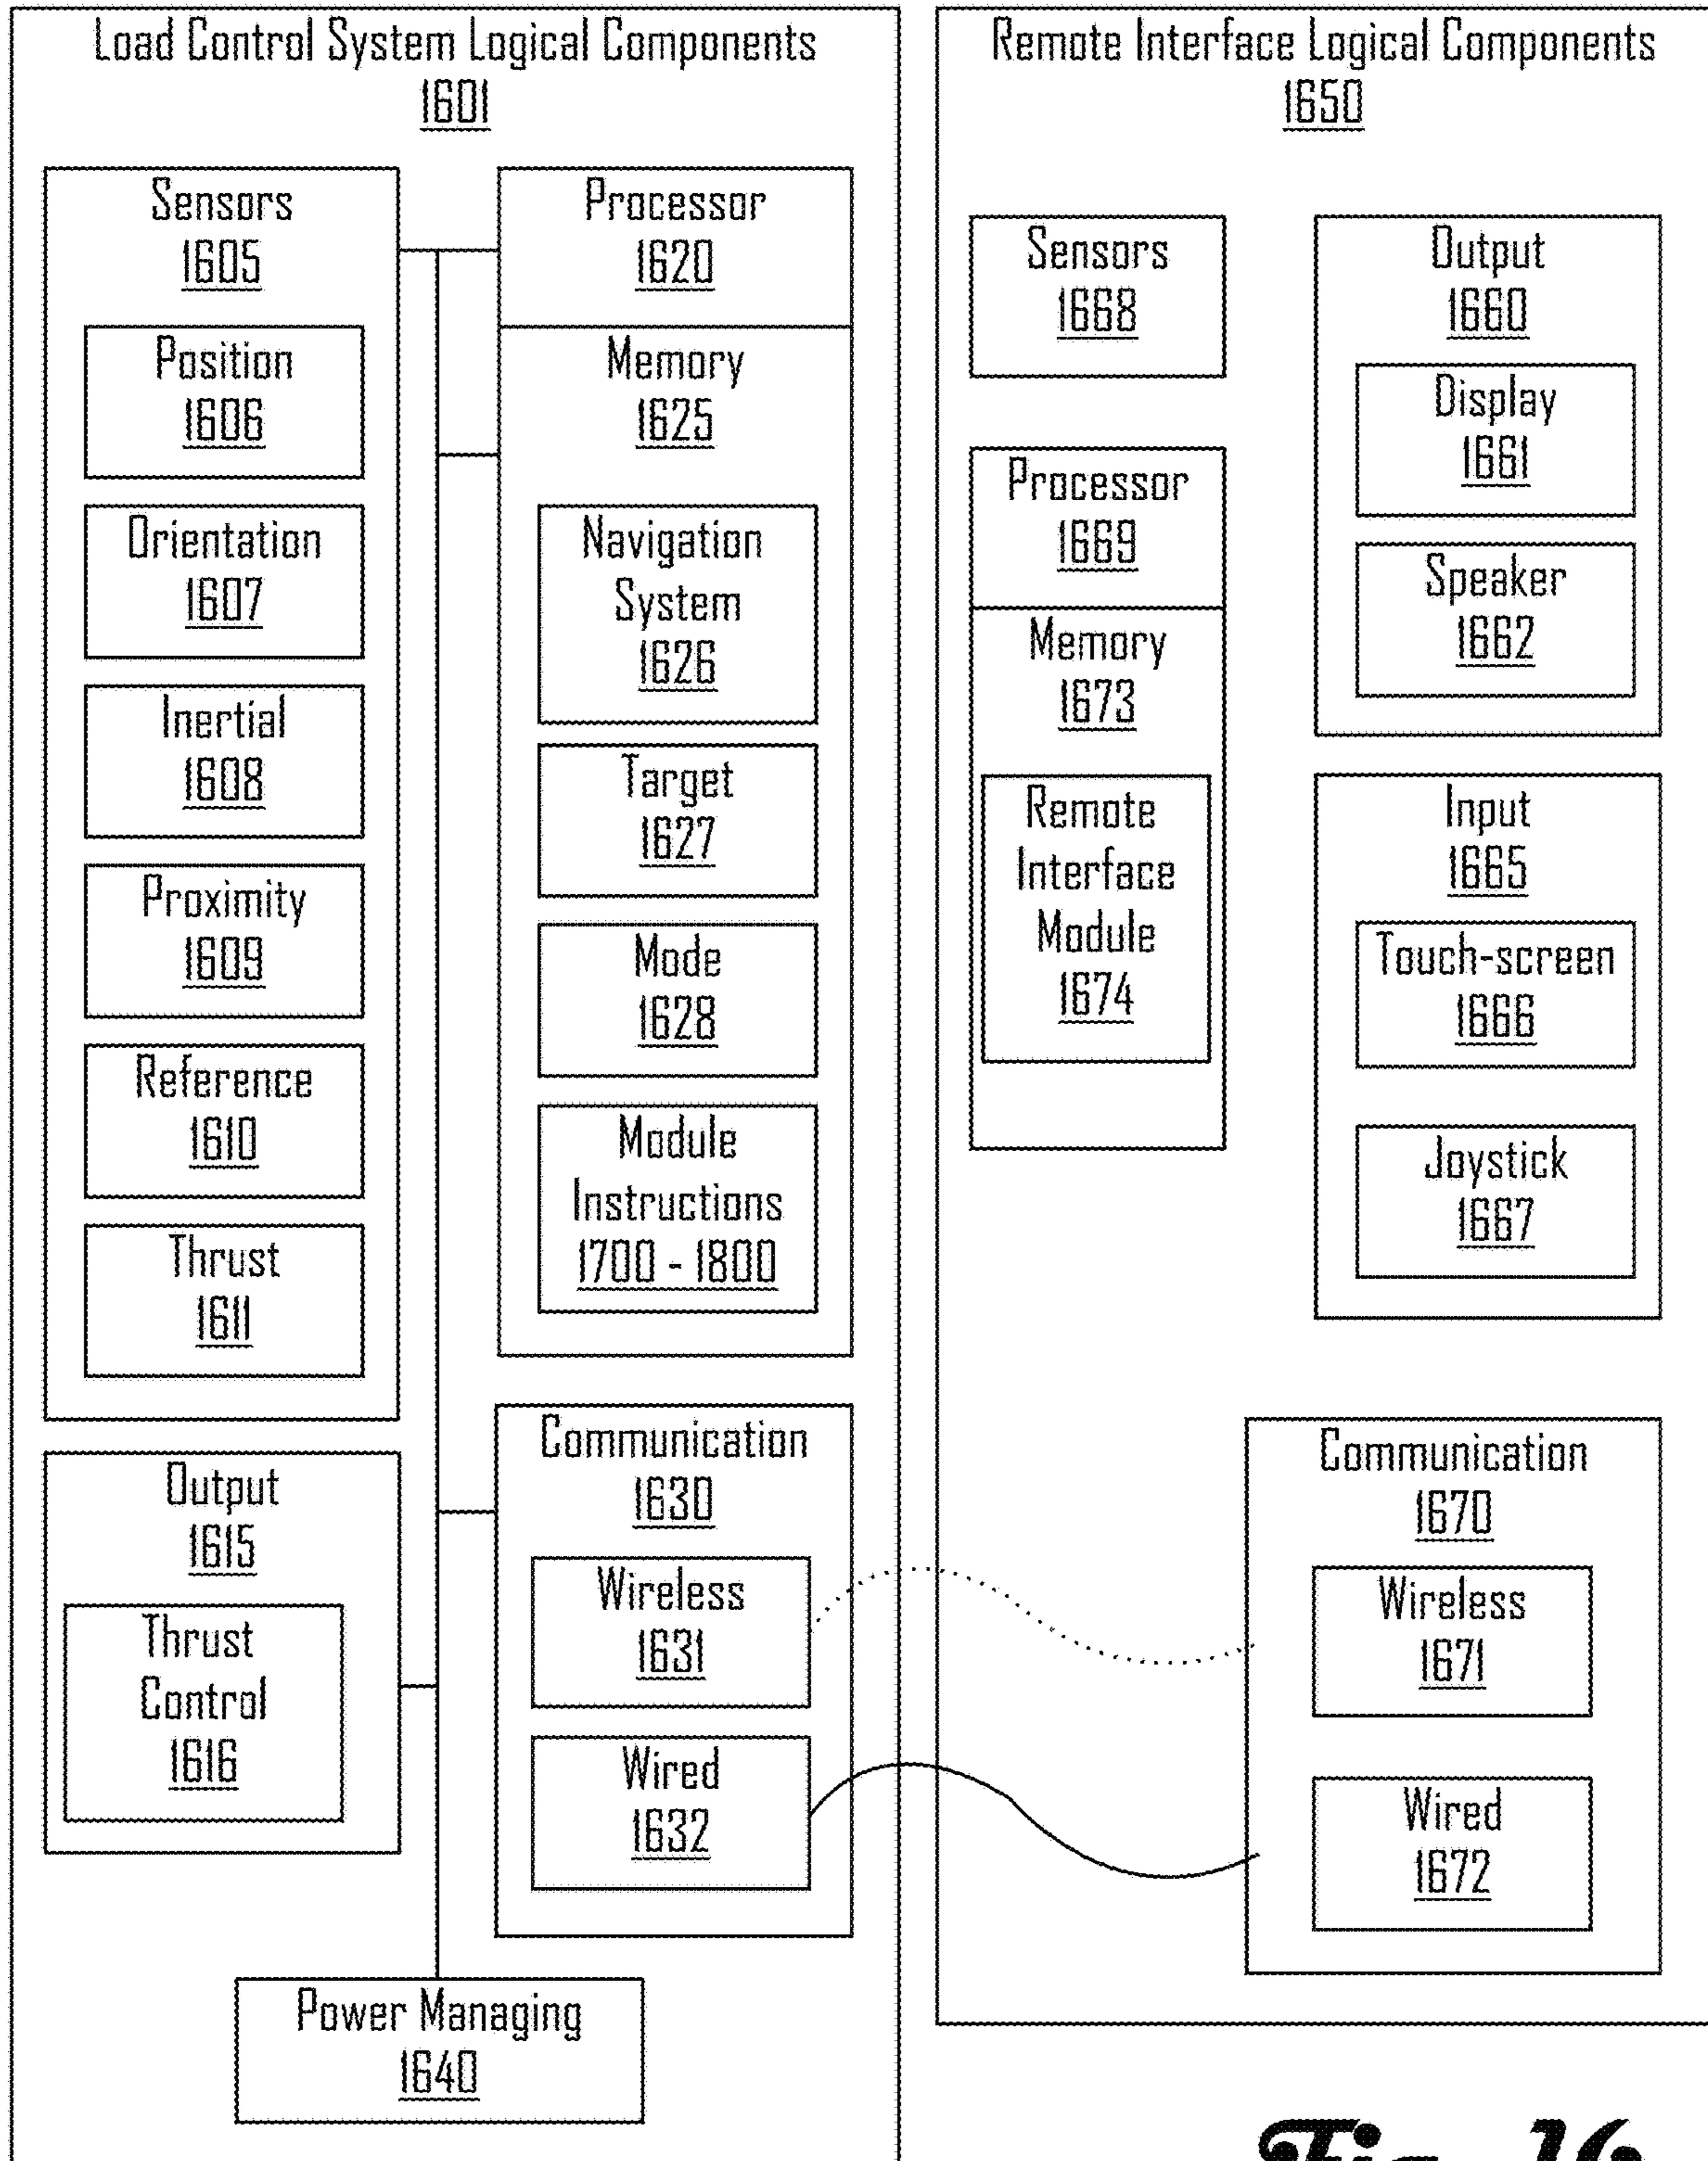 Load Control System Logical Components
1601
Sensors
1605
Position
1606
Orientation
1607
Inertial
1608
Proximity
1609
Reference
1610
Thrust
1611
Output
1615
Thrust
Control
1616
Processor
1620
Memory
1625
Navigation
System
1626
Target
1627
Mode
1628
Module
Instructions
1700 - 1800
Communication
1630
Wireless
1631
Wired
1632
Power Managing
1640
Remote Interface Logical Components
1650
Sensors
1668
Processor
1669
Memory
1673
Remote
Interface
Module
1674
Output
1660
Display
1661
Speaker
1662
Input
1665
Touch-screen
1666
Joystick
1667
Communication
1670
Wireless
1671
Wired
1672
Fig. 16